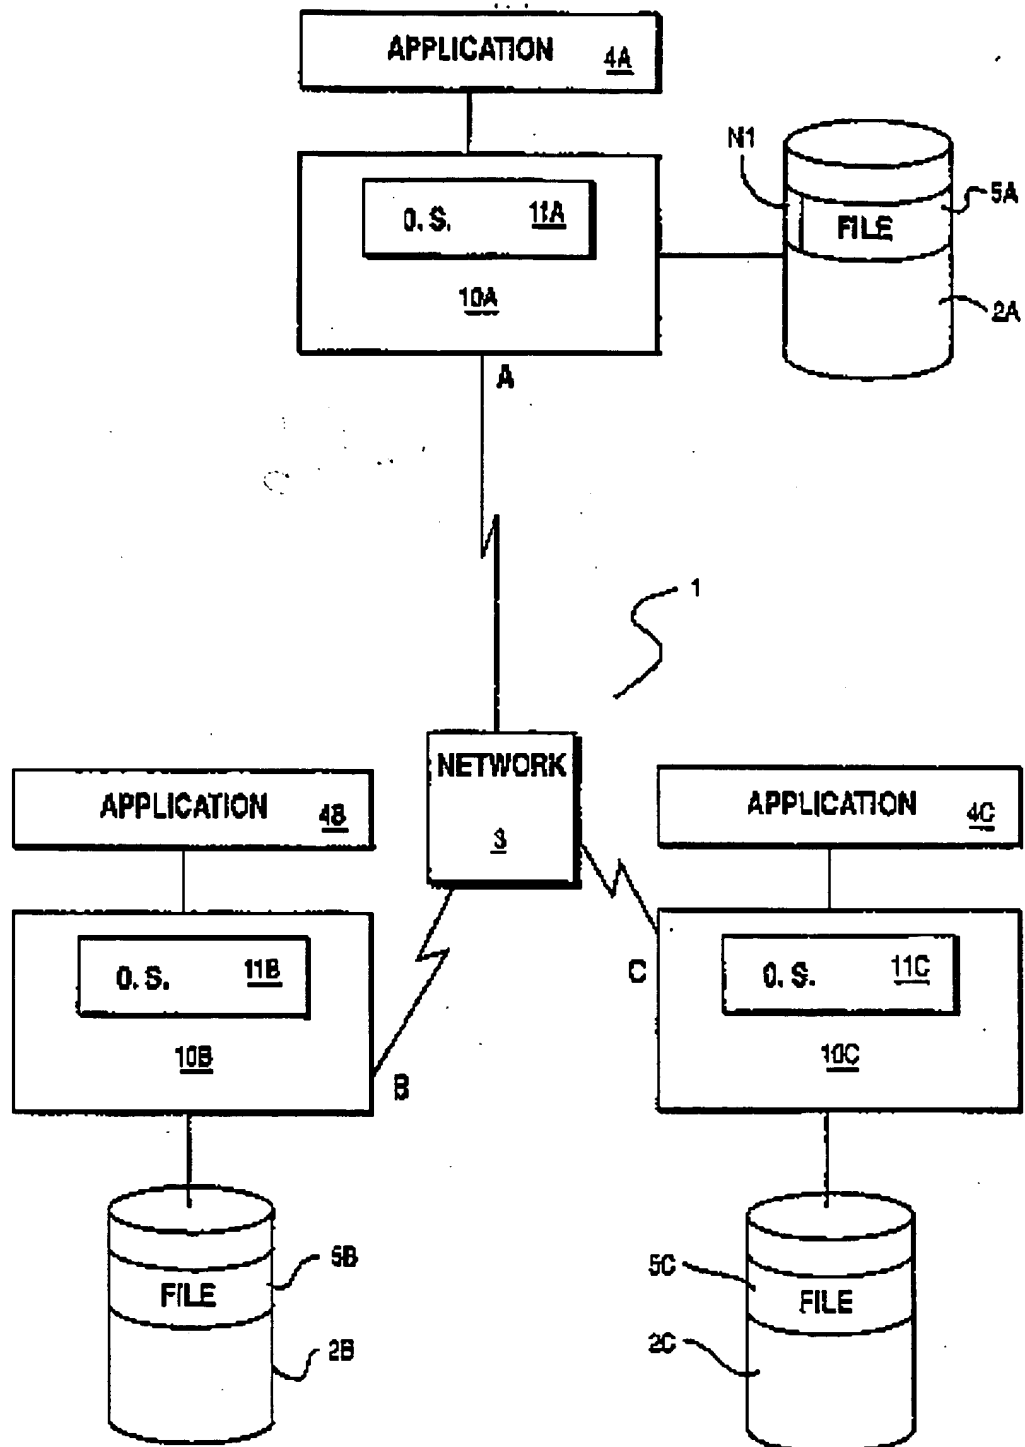 APPLICATION 4A
N1
O. S. 11A
5A
FILE
10A
2A
A
1
NETWORK
3
APPLICATION 4B
APPLICATION 4C
O. S. 11B
C
O. S. 11C
10B
10C
B
5B
5C
FILE
FILE
2B
2C